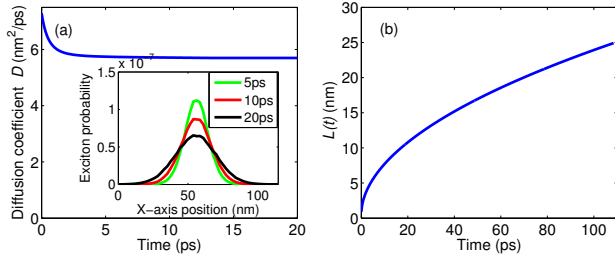 (a)
Diffusion coefficient D (nm²/ps)
8
6
4
2
0
0 5 10 15 20
Time (ps)
x 10⁻⁷
1.5
1
0.5
0
Exciton probability
5ps
10ps
20ps
0 50 100
X-axis position (nm)
(b)
L(t) (nm)
30
25
20
15
10
5
0
0 20 40 60 80 100
Time (ps)